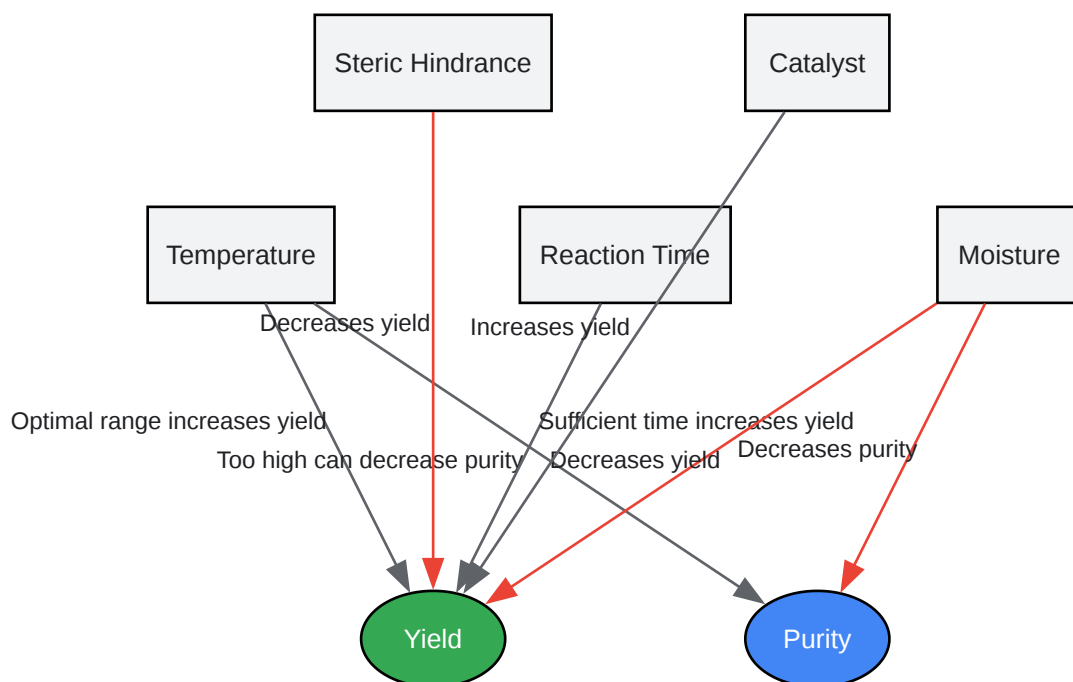 Steric Hindrance
Catalyst
Temperature
Reaction Time
Moisture
Decreases yield
Increases yield
Optimal range increases yield
Sufficient time increases yield
Too high can decrease purity
Decreases yield
Decreases purity
Yield
Purity